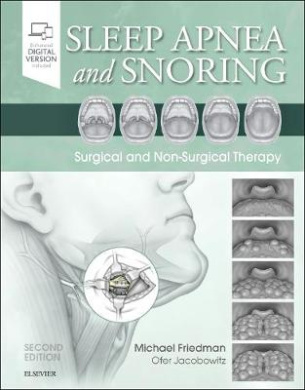 Enhanced
DIGITAL
VERSION
Included
SLEEP APNEA
and SNORING
Surgical and Non-Surgical Therapy
SECOND
EDITION
Michael Friedman
Ofer Jacobowitz
ELSEVIER